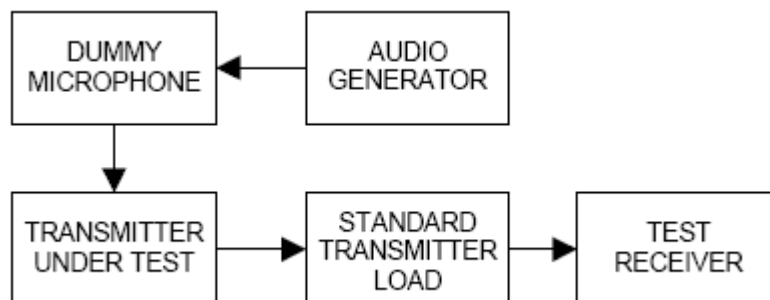 DUMMY
MICROPHONE
AUDIO
GENERATOR
TRANSMITTER
UNDER TEST
STANDARD
TRANSMITTER
LOAD
TEST
RECEIVER